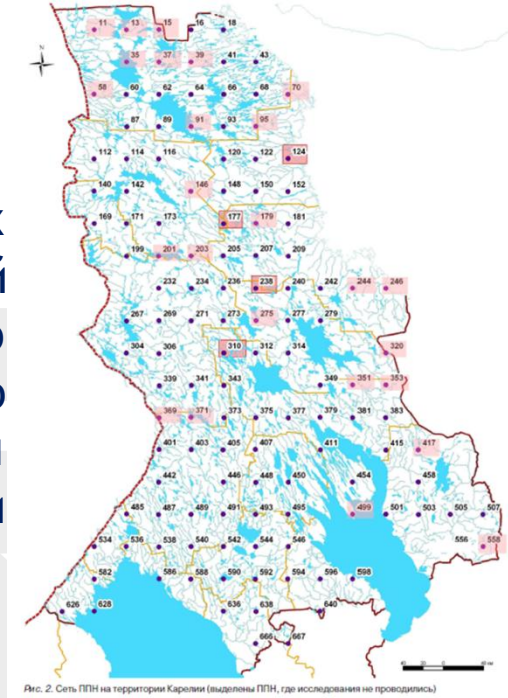 11 13 15 16 18
N
35 37 39 41 43
58 60 62 64 66 68 70
87 89 91 93 95
112 114 116 120 122 124
140 142 146 148 150 152
х
169 171 173 177 179 181
й
199 201 203 205 207 209
232 234 236 238 240 242 244 246
о
267 269 271 273 275 277 279
304 306 310 312 314 320
о
339 341 343 349 351 353
369 371 373 375 377 379 381 383
401 403 405 407 411 415 417
442 446 448 450 454 458
485 487 489 491 493 495 499 501 503 505 507
534 536 538 540 542 544 546 556 558
582 586 588 590 592 594 596 598
626 628 636 638 640
666 667
Рис. 2. Сеть ППН на территории Карелии (выделены ППН, где исследования не проводились)